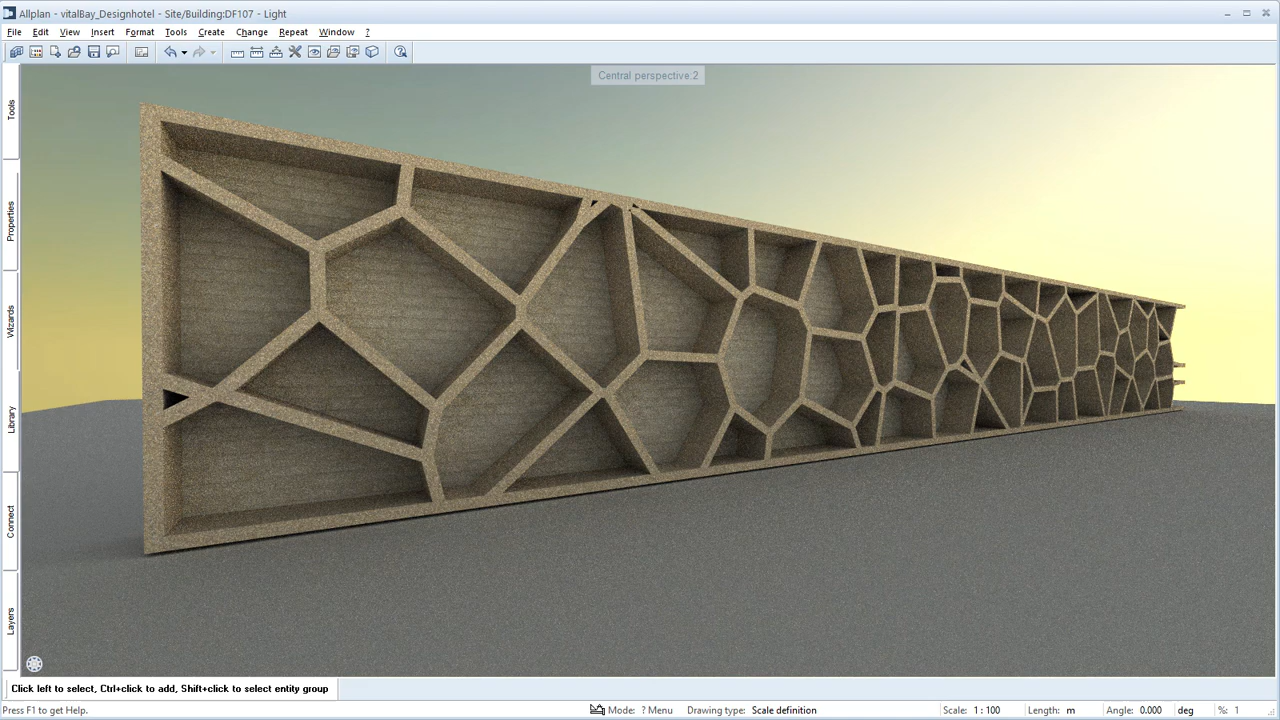 Allplan - vitalBay_Designhotel - Site/Building:DF107 - Light
File Edit View Insert Format Tools Create Change Repeat Window ?
Central perspective:2
Tools
Properties
Wizards
Library
Connect
Layers
Click left to select, Ctrl+click to add, Shift+click to select entity group
Press F1 to get Help.
Mode: ? Menu Drawing type: Scale definition Scale: 1 : 100 Length: m Angle: 0.000 deg %: 1